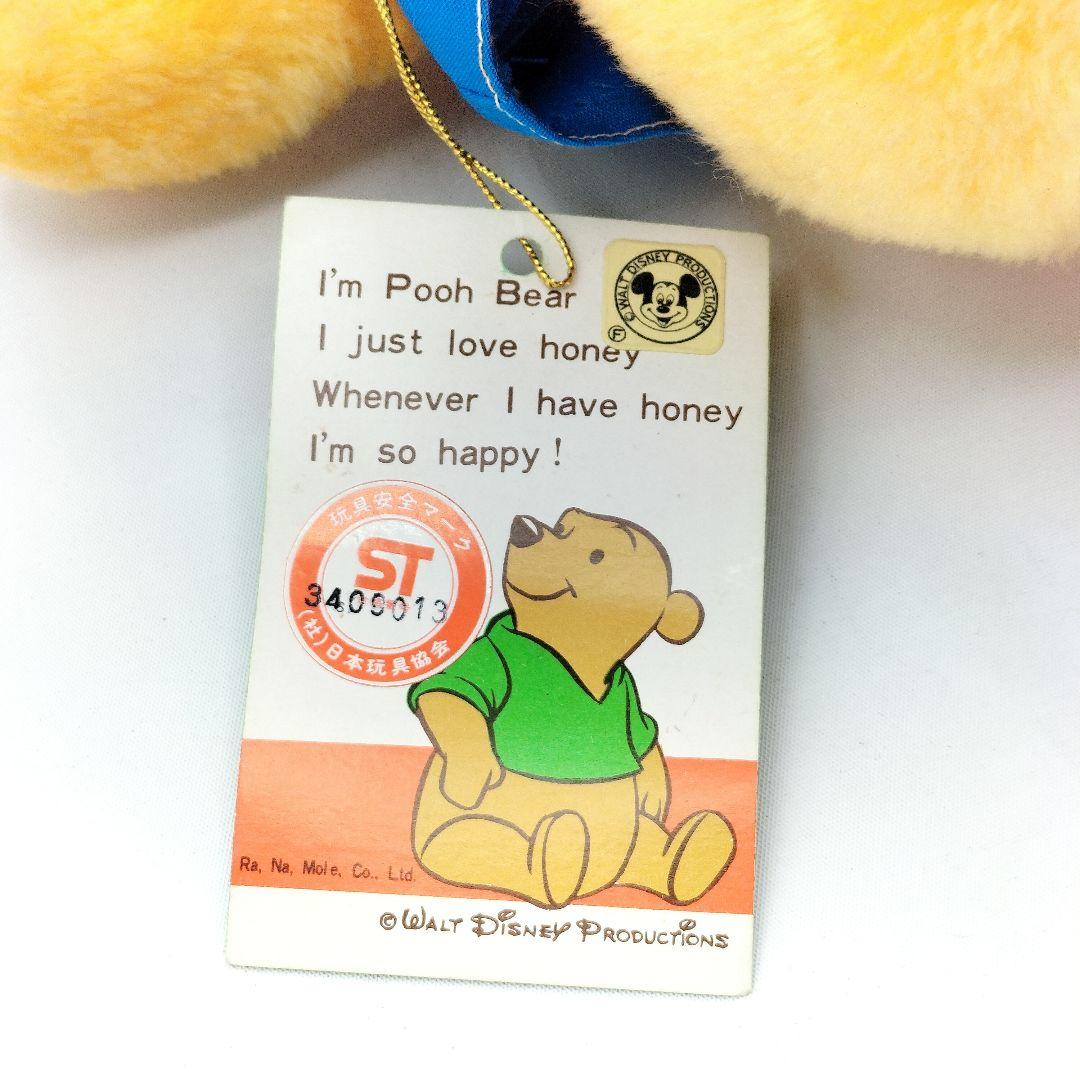 I'm Pooh Bear
© WALT DISNEY PRODUCTIONS
F
I just love honey
Whenever I have honey
I'm so happy!
玩具安全マーク
ST
3409013
(社)日本玩具協会
Ra, Na, Mole, Co., Ltd.
© WALT DISNEY PRODUCTIONS